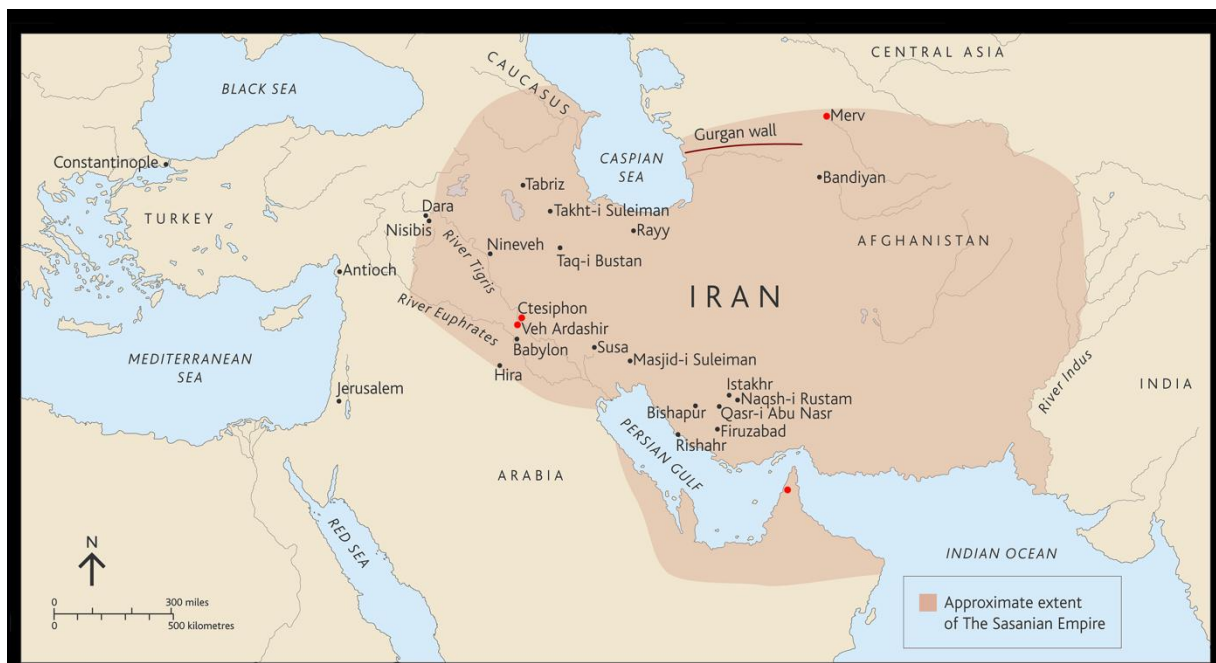 CENTRAL ASIA
CAUCASUS
BLACK SEA
Merv
Gurgan wall
Constantinople
CASPIAN
SEA
Bandiyan
Tabriz
Dara
Takht-i Suleiman
TURKEY
Nisibis
Rayy
AFGHANISTAN
Nineveh
River Tigris
Taq-i Bustan
Antioch
IRAN
River Euphrates
Ctesiphon
Veh Ardashir
Babylon
Susa
MEDITERRANEAN
SEA
Masjid-i Suleiman
Hira
River Indus
INDIA
Jerusalem
Istakhr
Naqsh-i Rustam
Bishapur
Qasr-i Abu Nasr
Firuzabad
Rishahr
PERSIAN GULF
ARABIA
RED SEA
N
INDIAN OCEAN
0 300 miles
0 500 kilometres
Approximate extent
of The Sasanian Empire